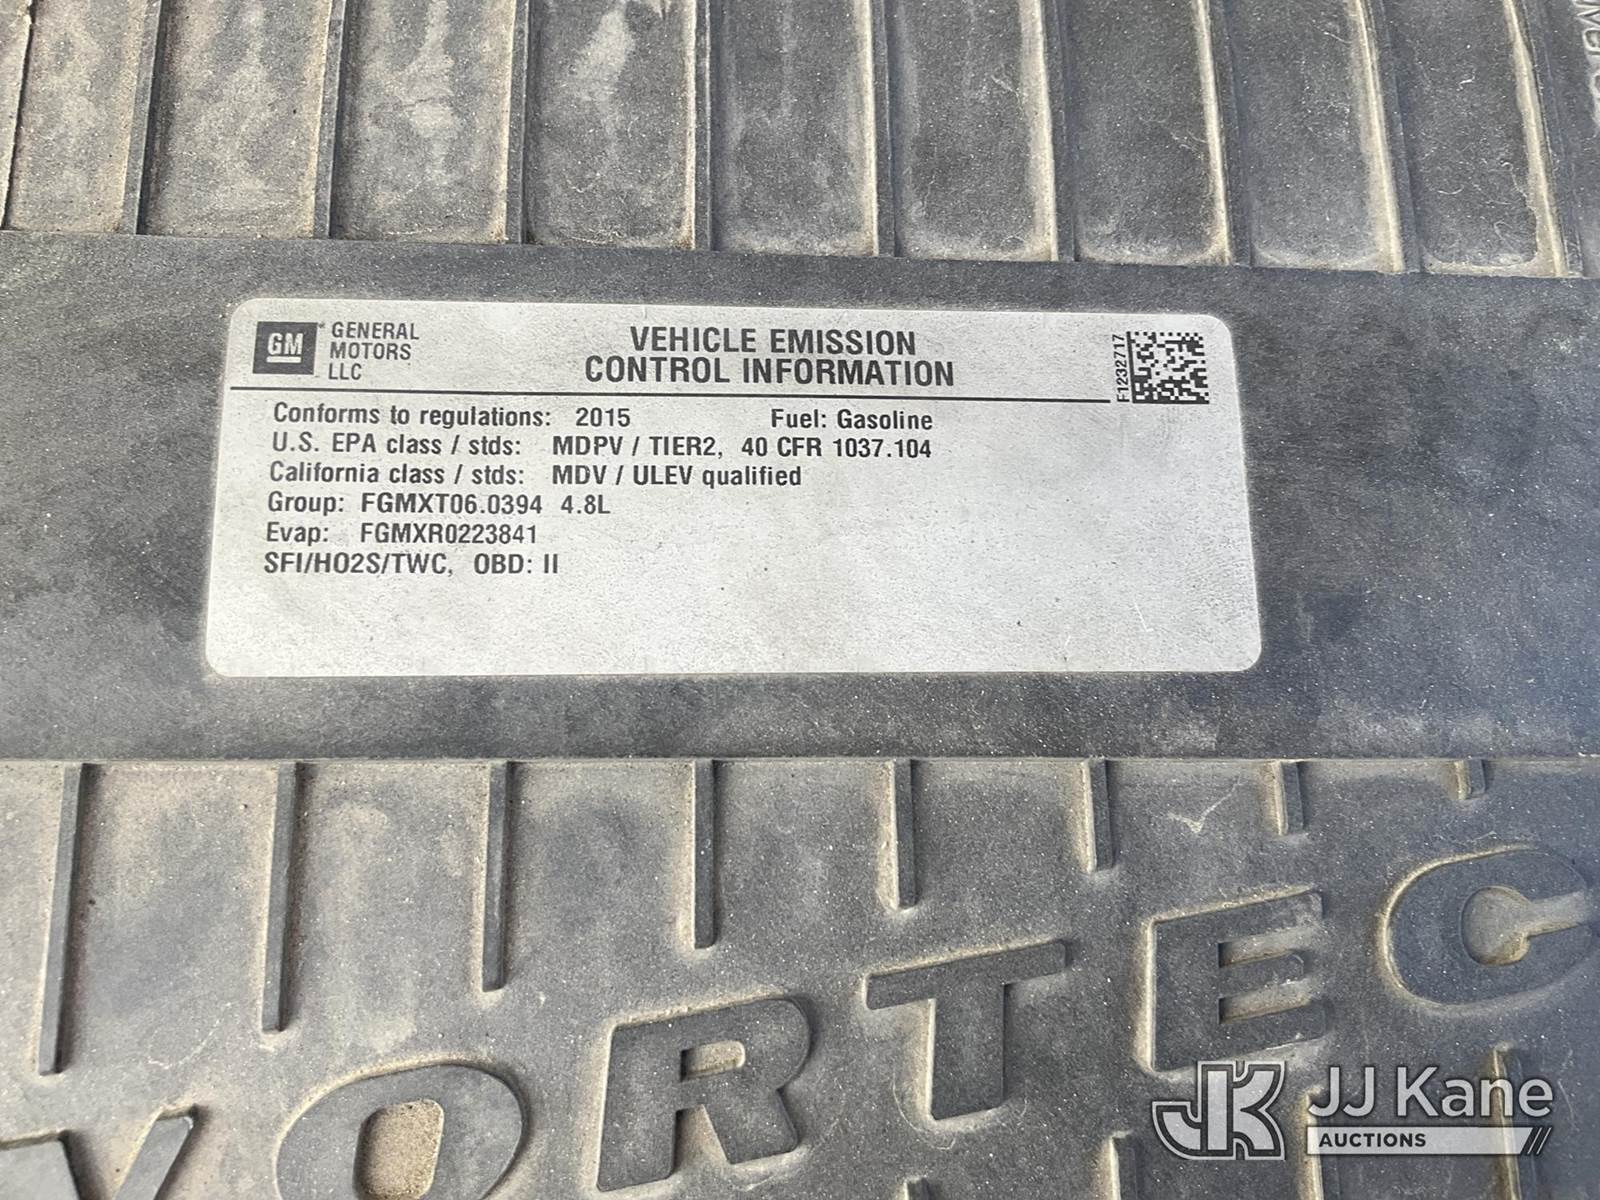 GM
GENERAL
MOTORS
LLC
VEHICLE EMISSION
CONTROL INFORMATION
F1232717
Conforms to regulations: 2015 Fuel: Gasoline
U.S. EPA class / stds: MDPV / TIER2, 40 CFR 1037.104
California class / stds: MDV / ULEV qualified
Group: FGMXT06.0394 4.8L
Evap: FGMXR0223841
SFI/HO2S/TWC, OBD: II
VORTEC
JK JJ Kane
AUCTIONS